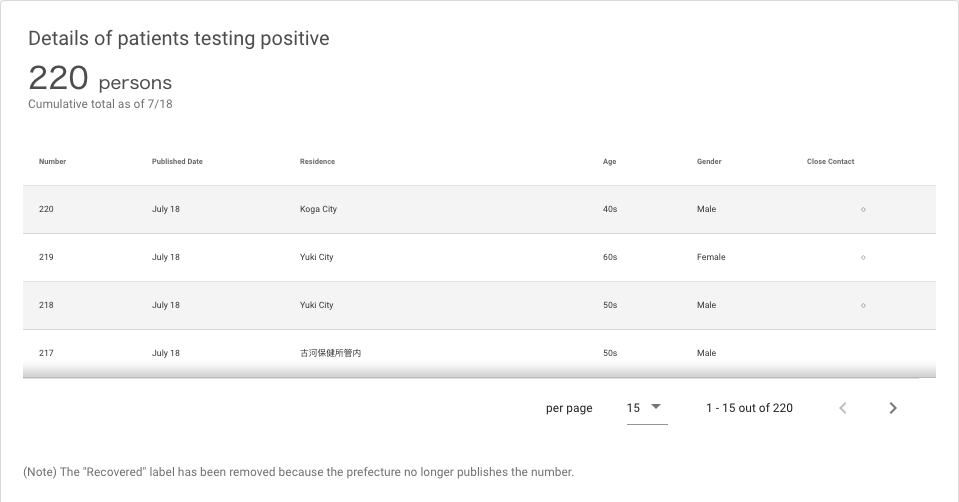 Details of patients testing positive
220 persons
Cumulative total as of 7/18
Number Published Date Residence Age Gender Close Contact
220 July 18 Koga City 40s Male ○
219 July 18 Yuki City 60s Female ○
218 July 18 Yuki City 50s Male ○
217 July 18 古河保健所管内 50s Male
per page 15 1 - 15 out of 220
(Note) The "Recovered" label has been removed because the prefecture no longer publishes the number.